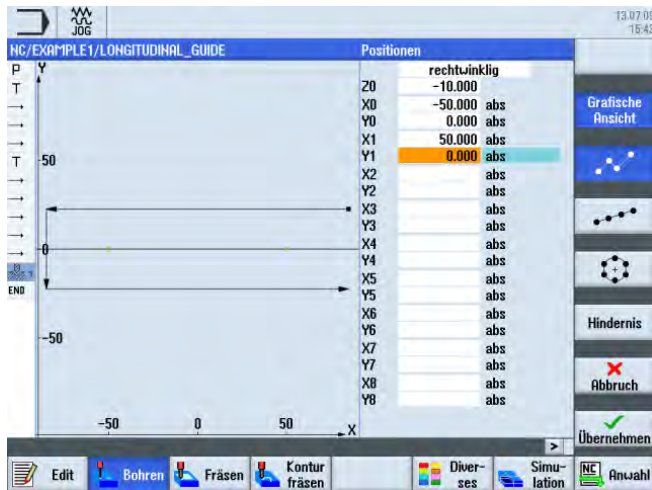 JOG
13.07.09
15:43
NC/EXAMPLE1/LONGITUDINAL_GUIDE
Positionen
P
T
T
END
Y
50
0
-50
-50 0 50 X
rechtwinklig
Z0 -10.000
X0 -50.000 abs
Y0 0.000 abs
X1 50.000 abs
Y1 0.000 abs
X2 abs
Y2 abs
X3 abs
Y3 abs
X4 abs
Y4 abs
X5 abs
Y5 abs
X6 abs
Y6 abs
X7 abs
Y7 abs
X8 abs
Y8 abs
>
Grafische
Ansicht
Hindernis
Abbruch
Übernehmen
Edit
Bohren
Fräsen
Kontur
fräsen
Diver-
ses
Simu-
lation
NC
Anwahl